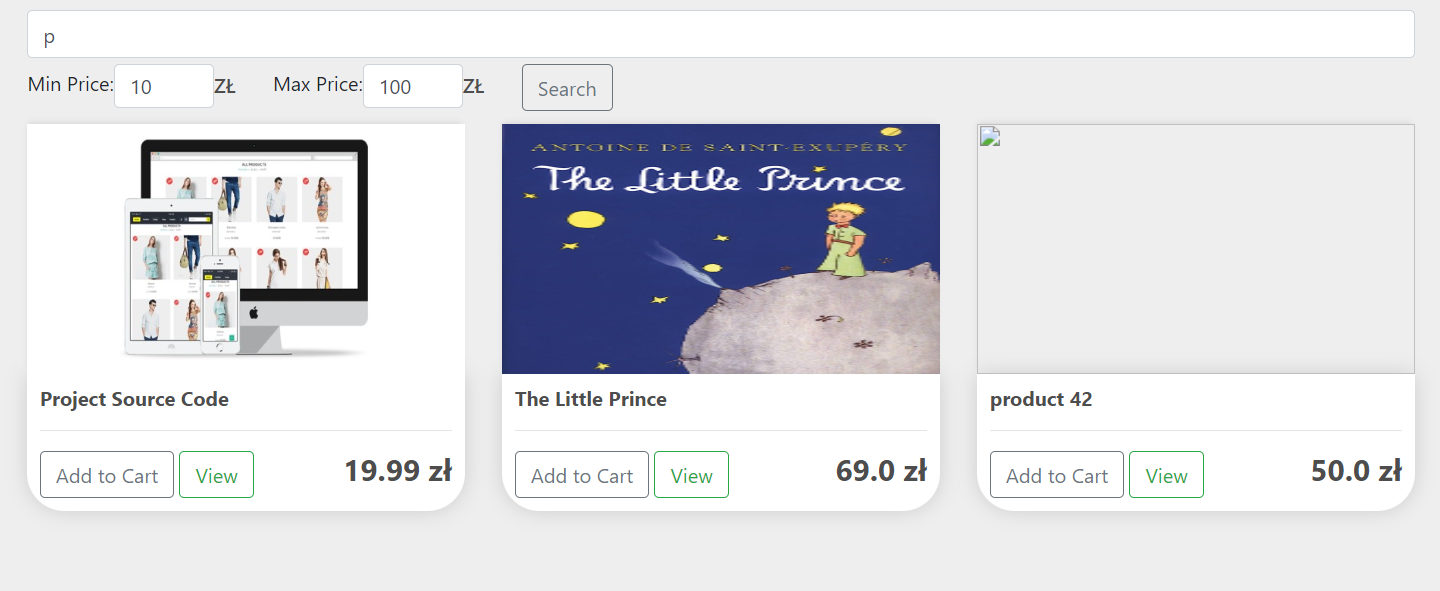 p
Min Price: 10 ZŁ Max Price: 100 ZŁ Search
ALL PRODUCTS
ANTOINE DE SAINT-EXUPÉRY
The Little Prince
Project Source Code
The Little Prince
product 42
Add to Cart View 19.99 zł
Add to Cart View 69.0 zł
Add to Cart View 50.0 zł